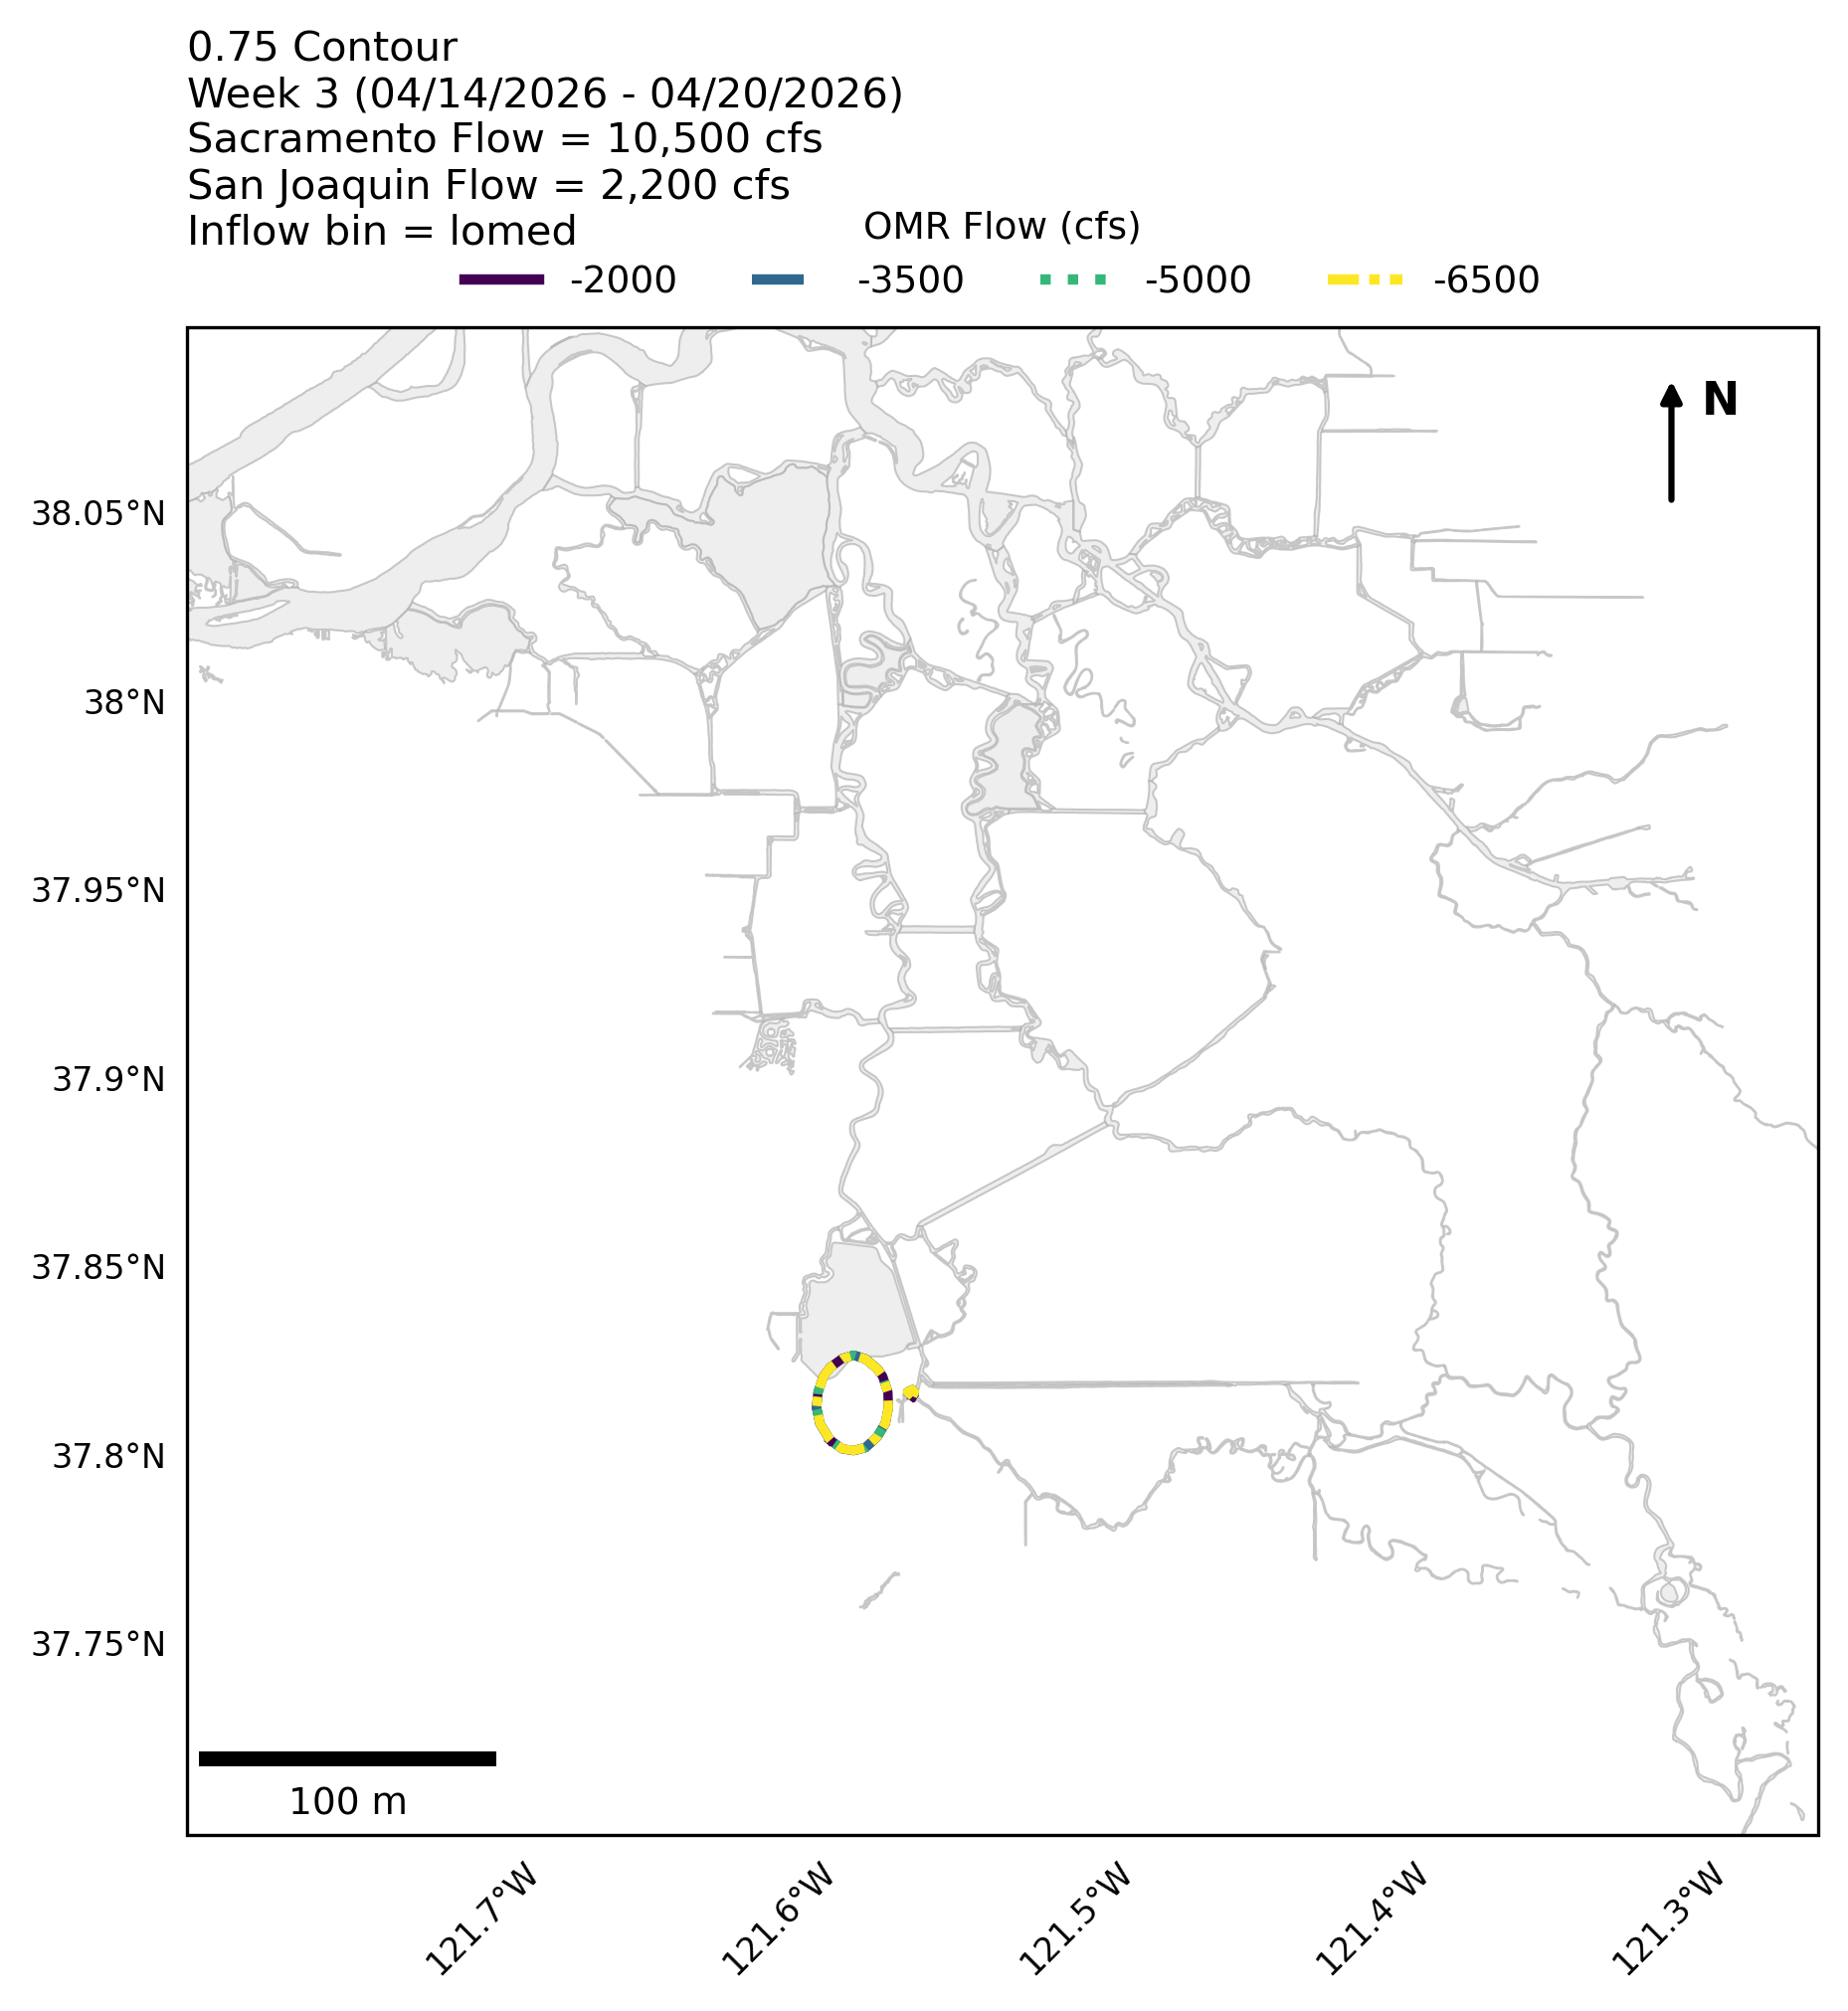 0.75 Contour
Week 3 (04/14/2026 - 04/20/2026)
Sacramento Flow = 10,500 cfs
San Joaquin Flow = 2,200 cfs
Inflow bin = lomed
OMR Flow (cfs)
-2000 -3500 -5000 -6500
N
38.05°N
38°N
37.95°N
37.9°N
37.85°N
37.8°N
37.75°N
100 m
121.7°W 121.6°W 121.5°W 121.4°W 121.3°W